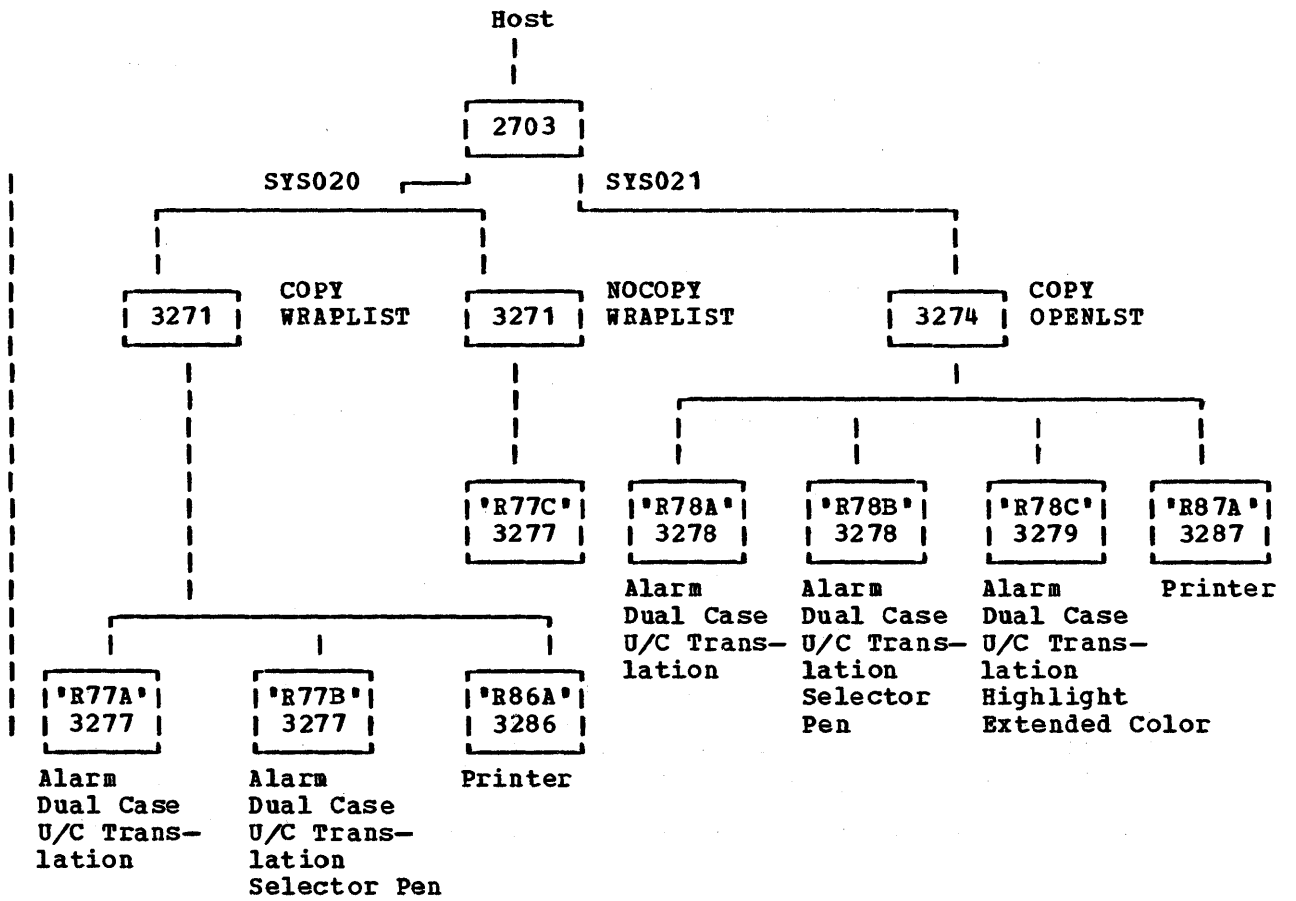 Host
2703
SYS020
SYS021
3271
COPY
WRAPLIST
3271
NOCOPY
WRAPLIST
3274
COPY
OPENLST
"R77C"
3277
"R78A"
3278
Alarm
Dual Case
U/C Trans-
lation
"R78B"
3278
Alarm
Dual Case
U/C Trans-
lation
Selector
Pen
"R78C"
3279
Alarm
Dual Case
U/C Trans-
lation
Highlight
Extended Color
"R87A"
3287
Printer
"R77A"
3277
Alarm
Dual Case
U/C Trans-
lation
"R77B"
3277
Alarm
Dual Case
U/C Trans-
lation
Selector Pen
"R86A"
3286
Printer